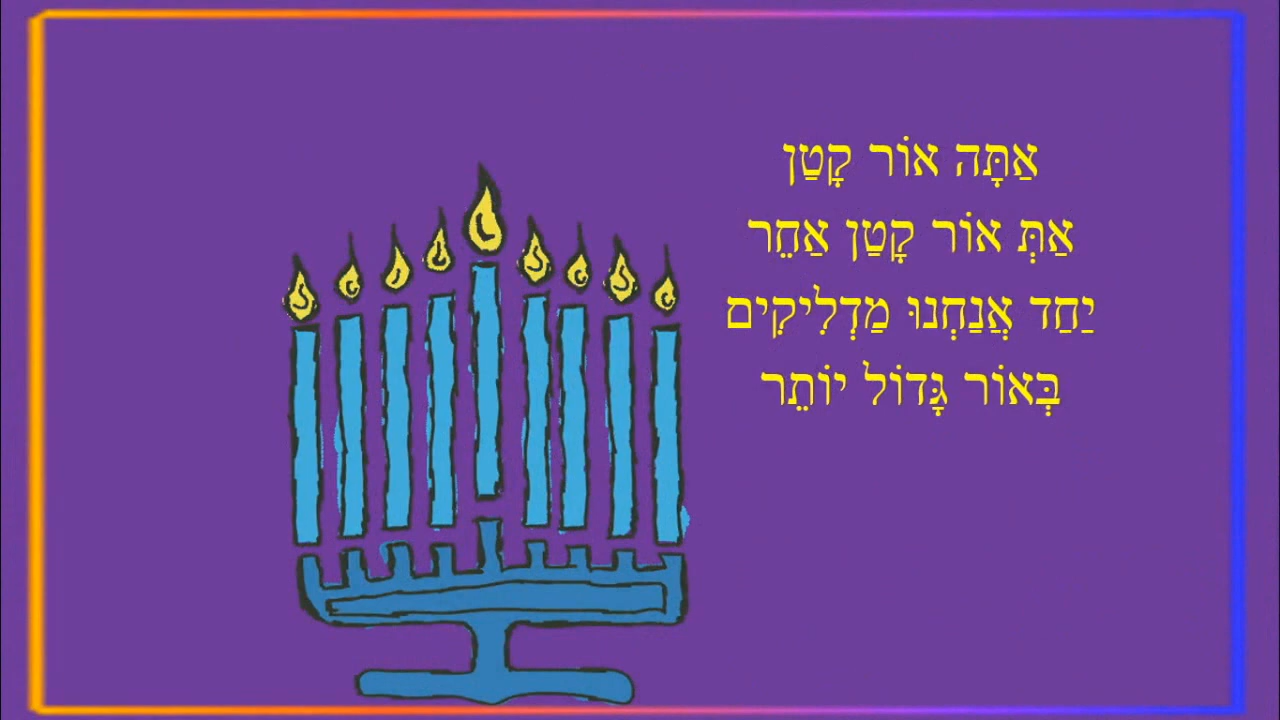 אַתָּה אוֹר קָטַן
אַתְּ אוֹר קָטַן אַחֵר
יַחַד אֲנַחְנוּ מַדְלִיקִים
בְּאוֹר גָּדוֹל יוֹתֵר